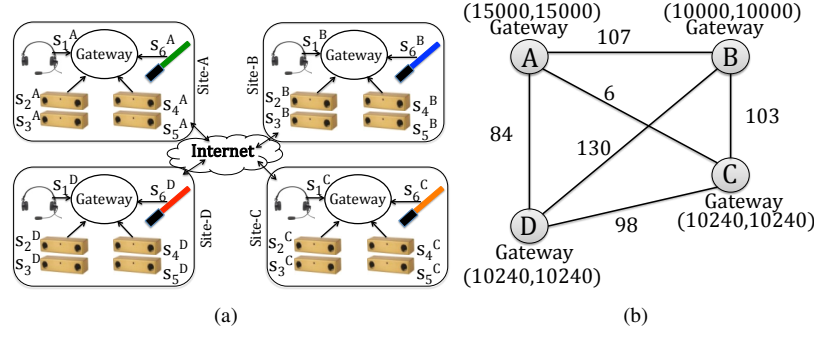 S1A Gateway S6A
S2A S4A
S3A S5A
Site-A
S1B Gateway S6B
S2B S4B
S3B S5B
Site-B
Internet
S1D Gateway S6D
S2D S4D
S3D S5D
Site-D
S1C Gateway S6C
S2C S4C
S3C S5C
Site-C
(a)
(15000,15000) (10000,10000)
Gateway Gateway
A 107 B
6
84 103
130
C
D 98 Gateway
(10240,10240)
Gateway
(10240,10240)
(b)